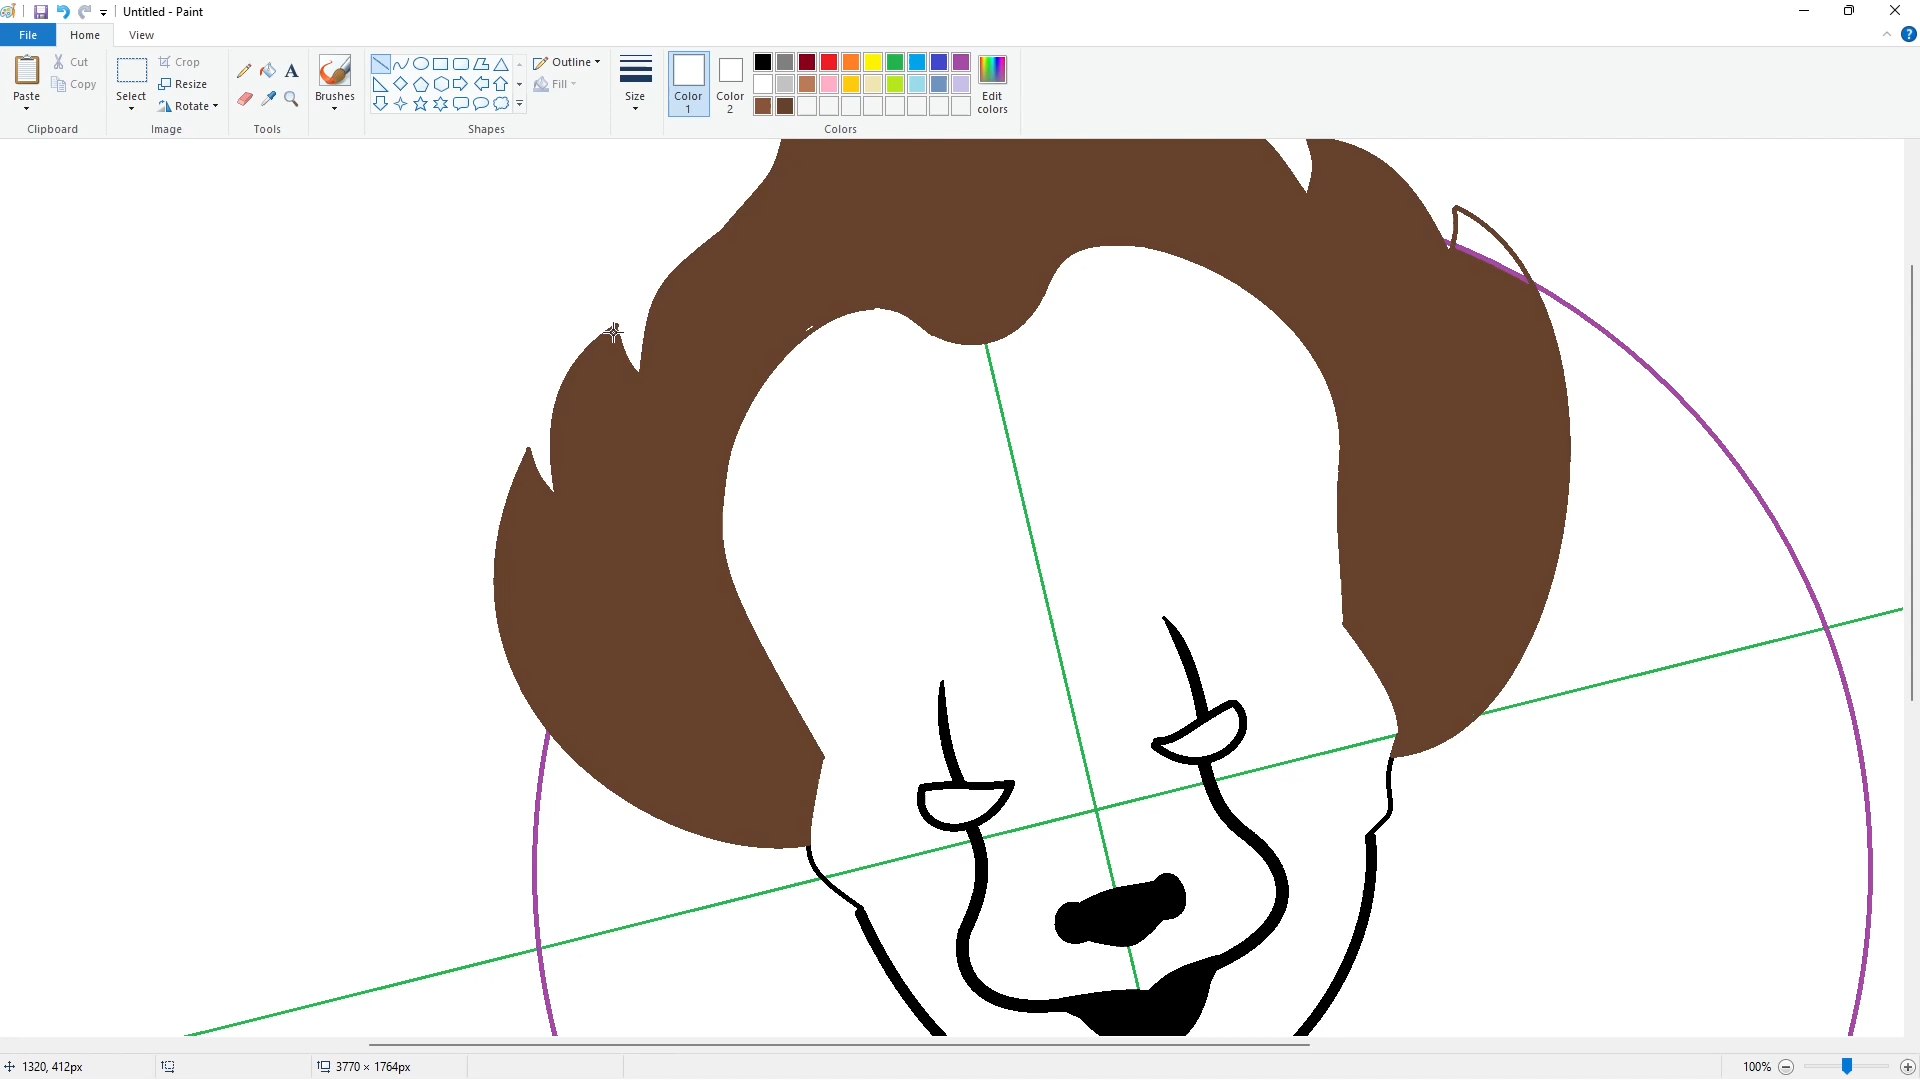 Untitled - Paint
File Home View
Paste
Cut
Copy
Clipboard
Select
Crop
Resize
Rotate
Image
A
Tools
Brushes
Shapes
Outline
Fill
Size
Color 1
Color 2
Colors
Edit colors
?
1320, 412px
3770 × 1764px
100%